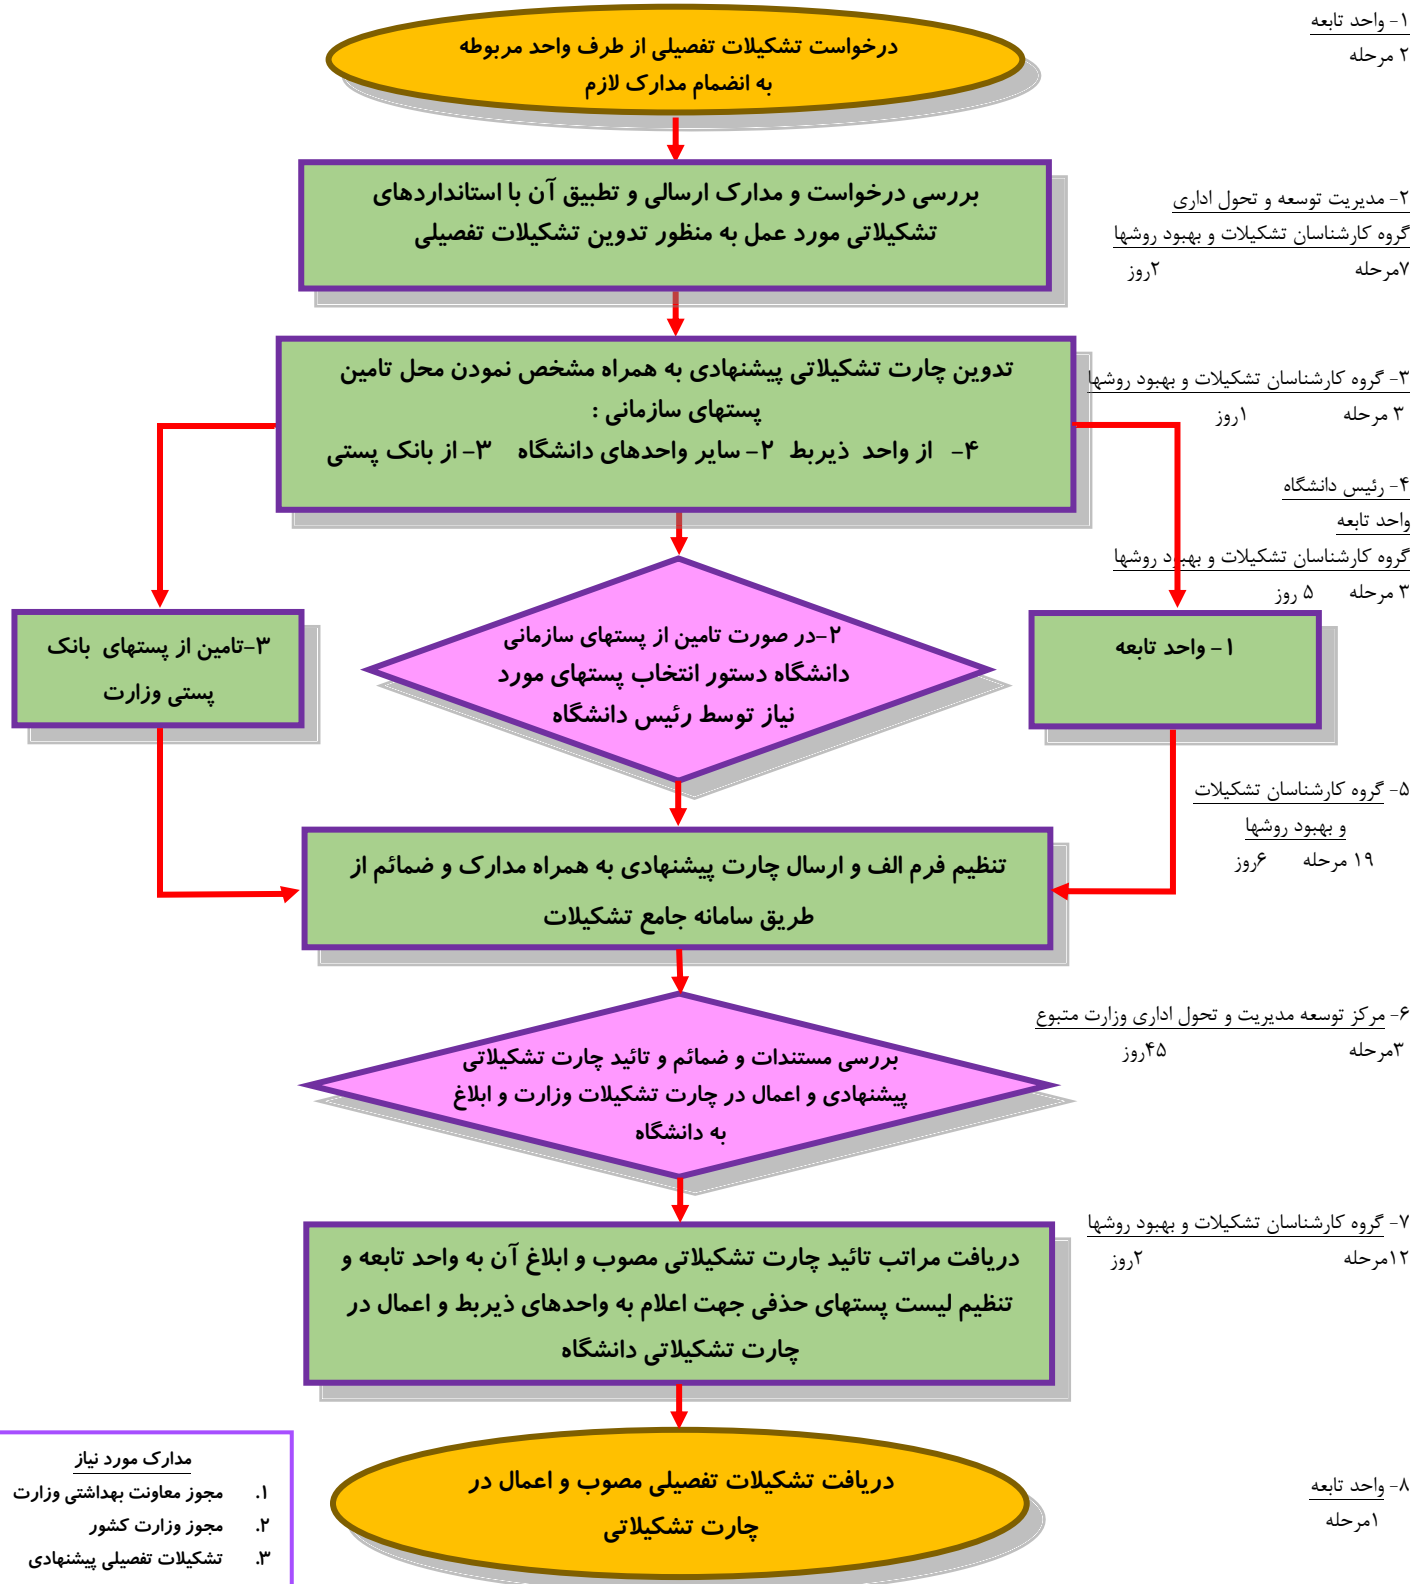 درخواست تشکیلات تفصیلی از طرف واحد مربوطه
به انضمام مدارک لازم
۱- واحد تابعه
۲ مرحله
بررسی درخواست و مدارک ارسالی و تطبیق آن با استانداردهای
تشکیلاتی مورد عمل به منظور تدوین تشکیلات تفصیلی
۲- مدیریت توسعه و تحول اداری
گروه کارشناسان تشکیلات و بهبود روشها
۷مرحله ۲روز
تدوین چارت تشکیلاتی پیشنهادی به همراه مشخص نمودن محل تامین
پستهای سازمانی :
۴- از واحد ذیربط ۲- سایر واحدهای دانشگاه ۳- از بانک پستی
۳- گروه کارشناسان تشکیلات و بهبود روشها
۳ مرحله ۱روز
۴- رئیس دانشگاه
واحد تابعه
گروه کارشناسان تشکیلات و بهبود روشها
۳ مرحله ۵ روز
۱- واحد تابعه
۲-در صورت تامین از پستهای سازمانی
دانشگاه دستور انتخاب پستهای مورد
نیاز توسط رئیس دانشگاه
۳-تامین از پستهای بانک
پستی وزارت
۵- گروه کارشناسان تشکیلات
و بهبود روشها
۱۹ مرحله ۶روز
تنظیم فرم الف و ارسال چارت پیشنهادی به همراه مدارک و ضمائم از
طریق سامانه جامع تشکیلات
۶- مرکز توسعه مدیریت و تحول اداری وزارت متبوع
۳مرحله ۴۵روز
بررسی مستندات و ضمائم و تائید چارت تشکیلاتی
پیشنهادی و اعمال در چارت تشکیلات وزارت و ابلاغ
به دانشگاه
۷- گروه کارشناسان تشکیلات و بهبود روشها
۱۲مرحله ۲روز
دریافت مراتب تائید چارت تشکیلاتی مصوب و ابلاغ آن به واحد تابعه و
تنظیم لیست پستهای حذفی جهت اعلام به واحدهای ذیربط و اعمال در
چارت تشکیلاتی دانشگاه
دریافت تشکیلات تفصیلی مصوب و اعمال در
چارت تشکیلاتی
۸- واحد تابعه
۱مرحله
مدارک مورد نیاز
۱. مجوز معاونت بهداشتی وزارت
۲. مجوز وزارت کشور
۳. تشکیلات تفصیلی پیشنهادی